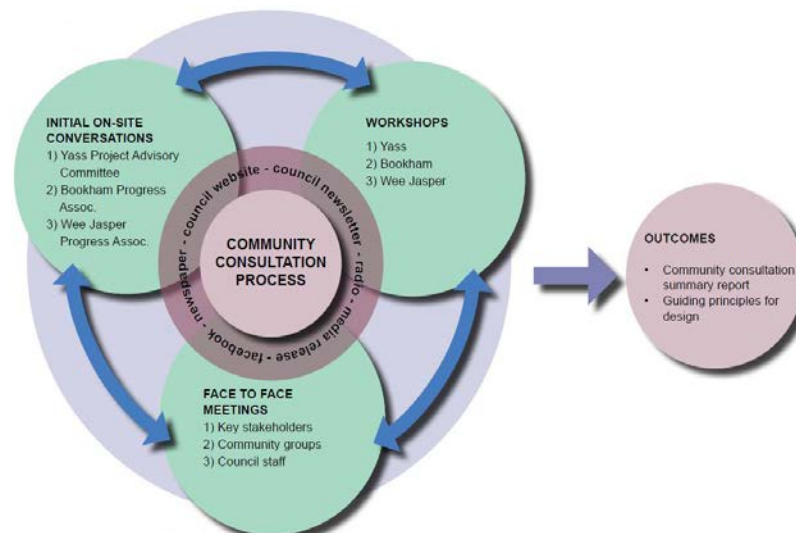 INITIAL ON-SITE
CONVERSATIONS
1) Yass Project Advisory
Committee
2) Bookham Progress
Assoc.
3) Wee Jasper
Progress Assoc.
WORKSHOPS
1) Yass
2) Bookham
3) Wee Jasper
facebook - newspaper - council website - council newsletter - radio - media release -
COMMUNITY
CONSULTATION
PROCESS
FACE TO FACE
MEETINGS
1) Key stakeholders
2) Community groups
3) Council staff
OUTCOMES
• Community consultation
summary report
• Guiding principles for
design